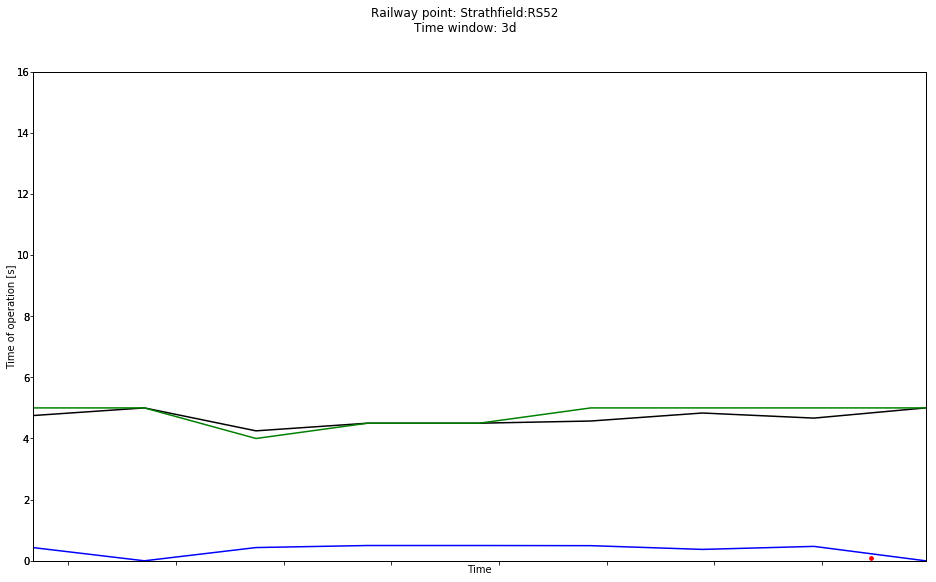 Railway point: Strathfield:RS52
Time window: 3d
16
14
12
10
8
6
4
2
0
Time of operation [s]
Time